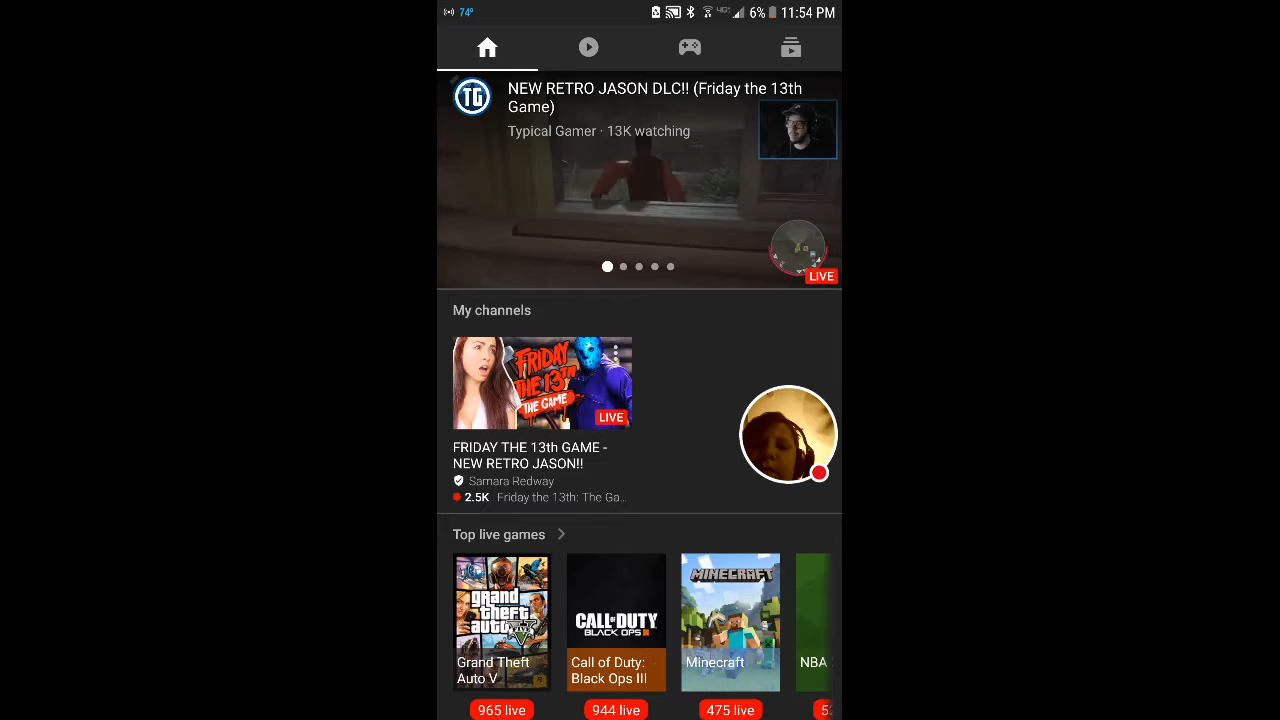 74°
4G
6%
11:54 PM
TG
NEW RETRO JASON DLC!! (Friday the 13th
Game)
Typical Gamer · 13K watching
LIVE
My channels
FRIDAY
THE 13TH
THE GAME
LIVE
FRIDAY THE 13th GAME -
NEW RETRO JASON!!
Samara Redway
2.5K Friday the 13th: The Ga...
Top live games
grand
theft
auto
V
Grand Theft
Auto V
CALL OF DUTY
BLACK OPS III
Call of Duty:
Black Ops III
MINECRAFT
Minecraft
NBA
965 live
944 live
475 live